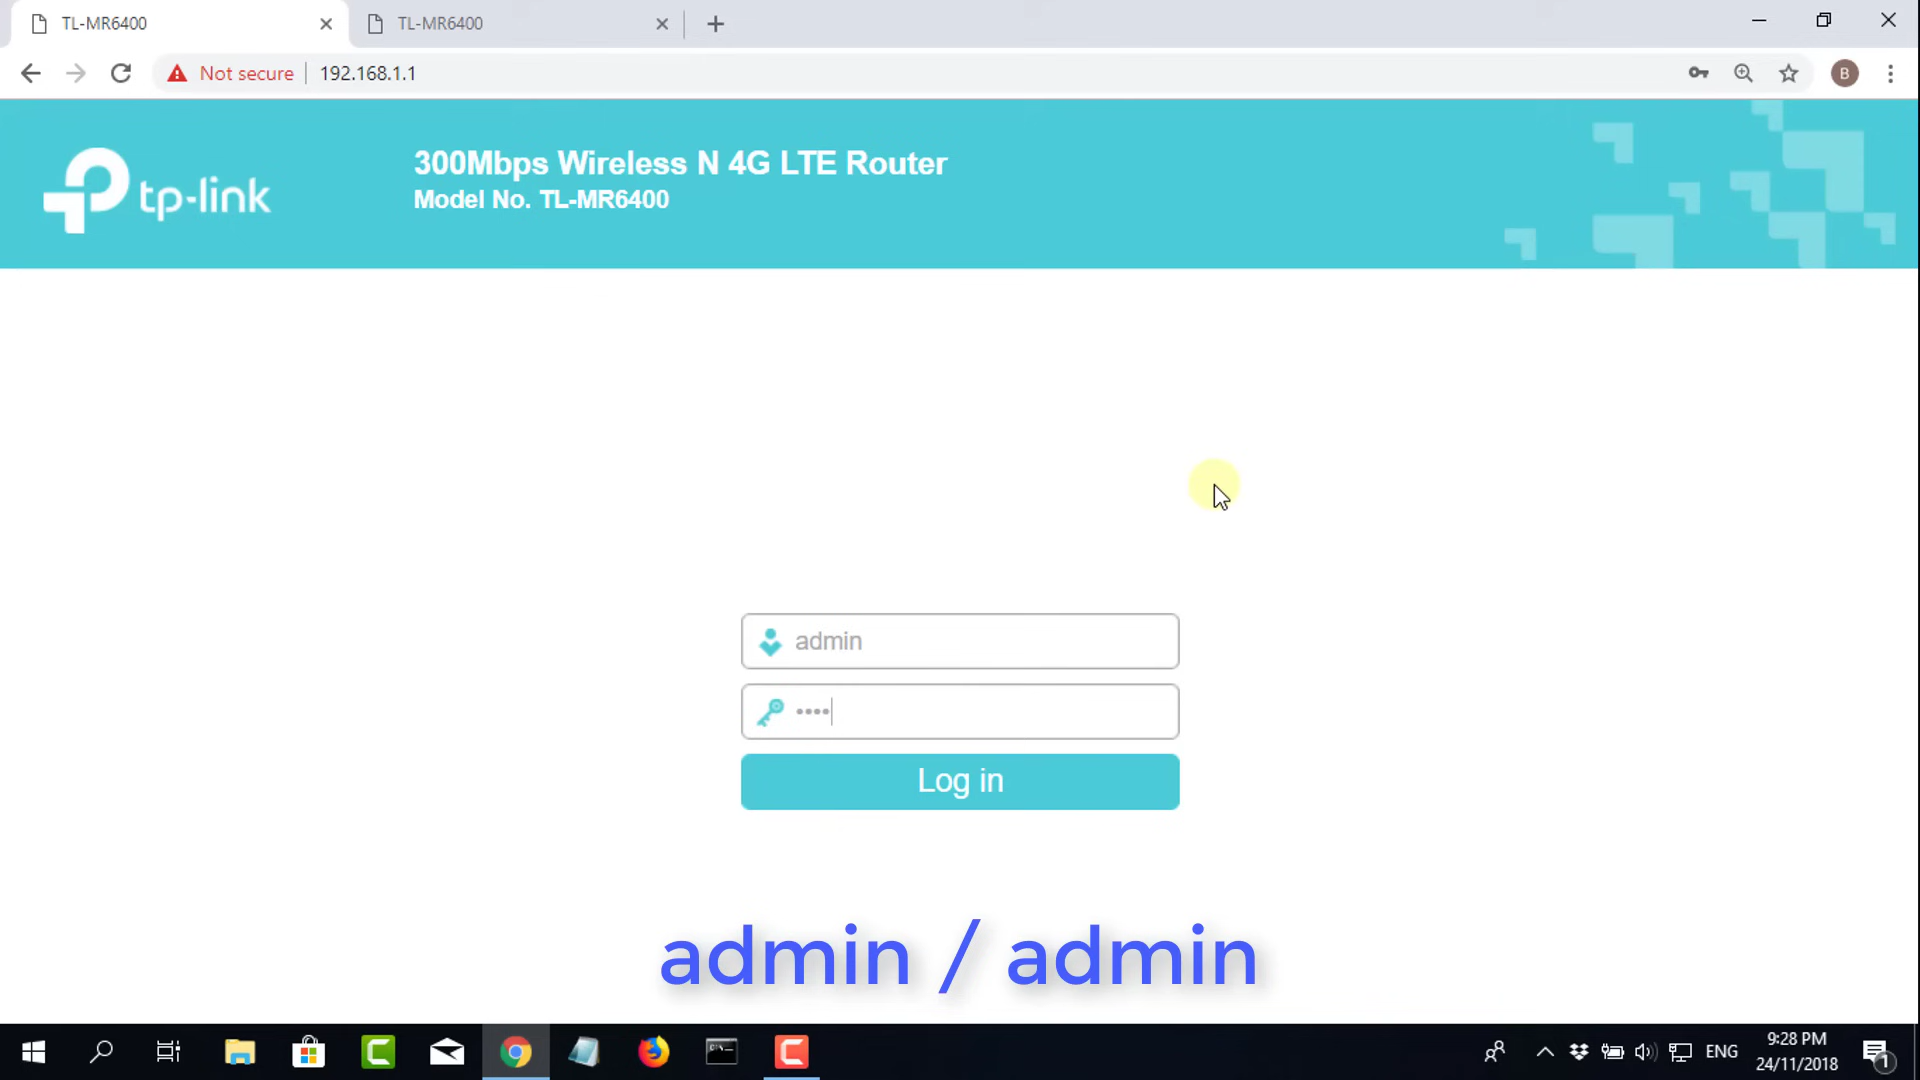 TL-MR6400
TL-MR6400
Not secure
192.168.1.1
B
tp-link
300Mbps Wireless N 4G LTE Router
Model No. TL-MR6400
admin
••••
Log in
admin / admin
ENG
9:28 PM
24/11/2018
1